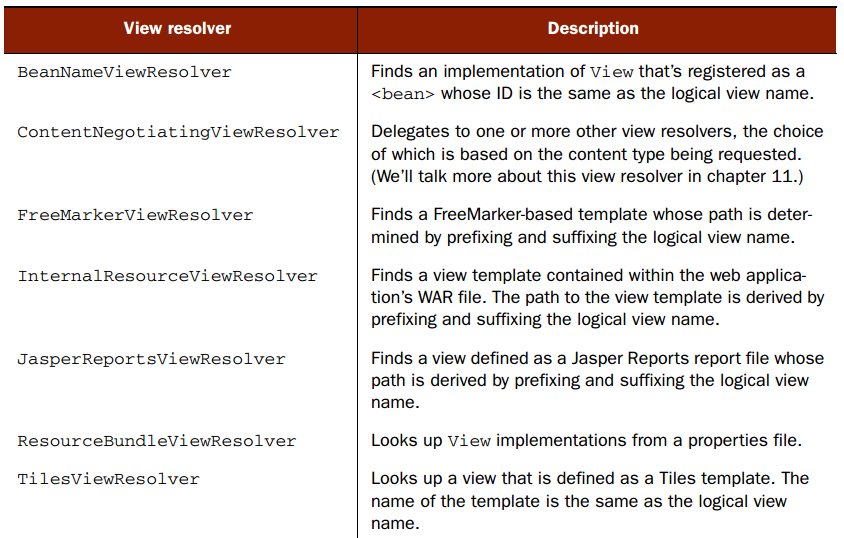 View resolver Description
BeanNameViewResolver Finds an implementation of View that's registered as a
<bean> whose ID is the same as the logical view name.
ContentNegotiatingViewResolver Delegates to one or more other view resolvers, the choice
of which is based on the content type being requested.
(We'll talk more about this view resolver in chapter 11.)
FreeMarkerViewResolver Finds a FreeMarker-based template whose path is deter-
mined by prefixing and suffixing the logical view name.
InternalResourceViewResolver Finds a view template contained within the web applica-
tion's WAR file. The path to the view template is derived by
prefixing and suffixing the logical view name.
JasperReportsViewResolver Finds a view defined as a Jasper Reports report file whose
path is derived by prefixing and suffixing the logical view
name.
ResourceBundleViewResolver Looks up View implementations from a properties file.
TilesViewResolver Looks up a view that is defined as a Tiles template. The
name of the template is the same as the logical view
name.